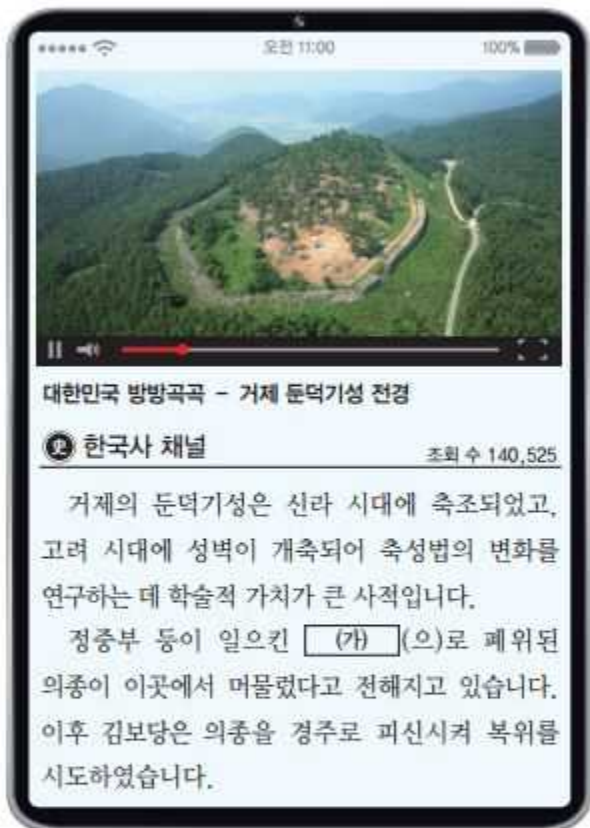 오전 11:00
100%
대한민국 방방곡곡 - 거제 둔덕기성 전경
史 한국사 채널
조회 수 140,525
거제의 둔덕기성은 신라 시대에 축조되었고,
고려 시대에 성벽이 개축되어 축성법의 변화를
연구하는 데 학술적 가치가 큰 사적입니다.
정중부 등이 일으킨 (가) (으)로 폐위된
의종이 이곳에서 머물렀다고 전해지고 있습니다.
이후 김보당은 의종을 경주로 피신시켜 복위를
시도하였습니다.